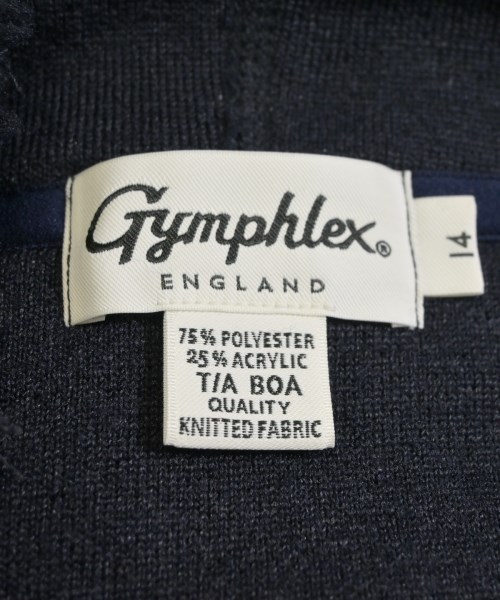 Gymphlex®
ENGLAND
14
75% POLYESTER
25% ACRYLIC
T/A BOA
QUALITY
KNITTED FABRIC